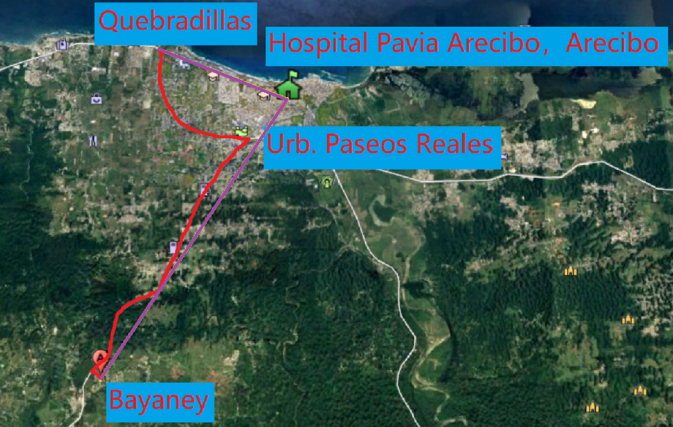 Quebradillas
Hospital Pavia Arecibo，Arecibo
Urb. Paseos Reales
A
Bayaney